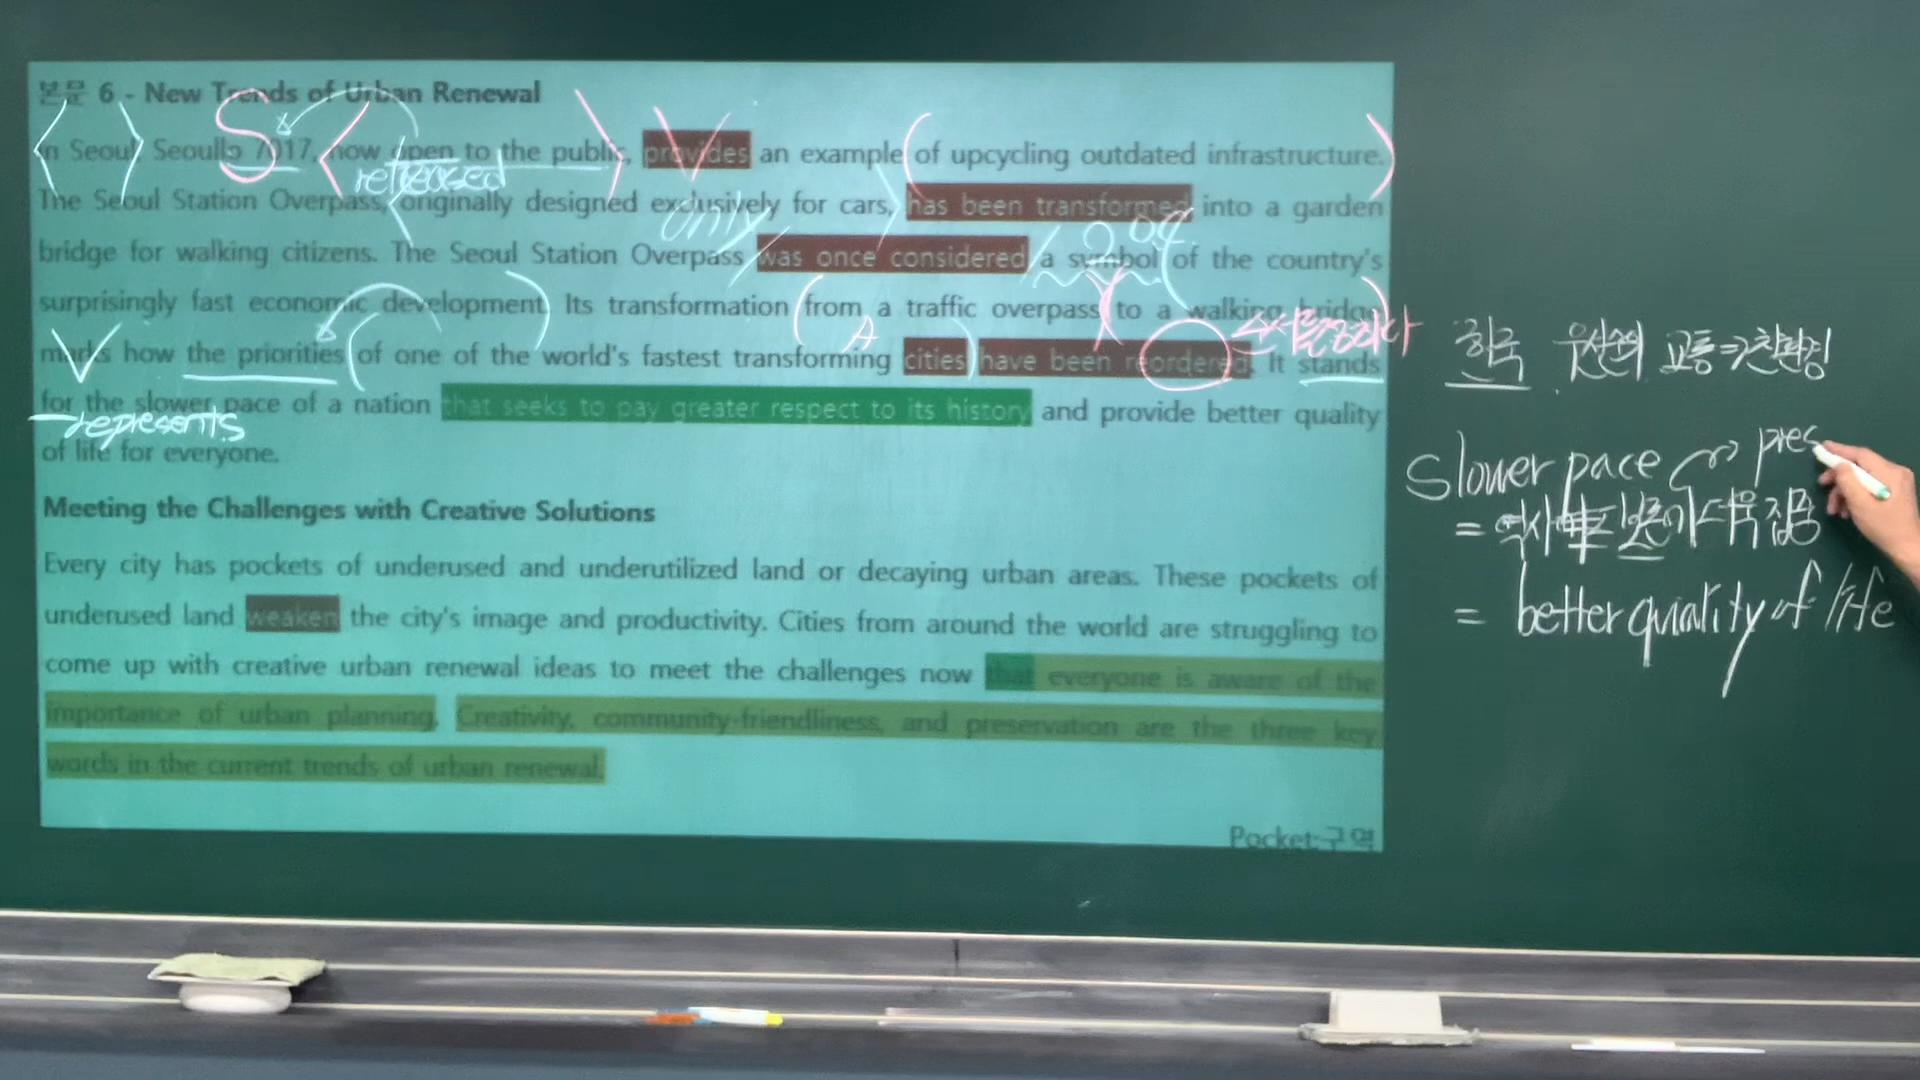 본문 6 - New Trends of Urban Renewal
In Seoul, Seoullo 7017, now open to the public, provides an example of upcycling outdated infrastructure.
released
The Seoul Station Overpass, originally designed exclusively for cars, has been transformed into a garden
only
bridge for walking citizens. The Seoul Station Overpass was once considered a symbol of the country's
surprisingly fast economic development. Its transformation from a traffic overpass to a walking bridge
marks how the priorities of one of the world's fastest transforming cities have been reordered. It stands
for the slower pace of a nation that seeks to pay greater respect to its history and provide better quality
represents
of life for everyone.
Meeting the Challenges with Creative Solutions
Every city has pockets of underused and underutilized land or decaying urban areas. These pockets of
underused land weaken the city's image and productivity. Cities from around the world are struggling to
come up with creative urban renewal ideas to meet the challenges now that everyone is aware of the
importance of urban planning. Creativity, community-friendliness, and preservation are the three key
words in the current trends of urban renewal.
Pocket:구역
S
V
V
A
한국
slower pace pres
=
= better quality of life